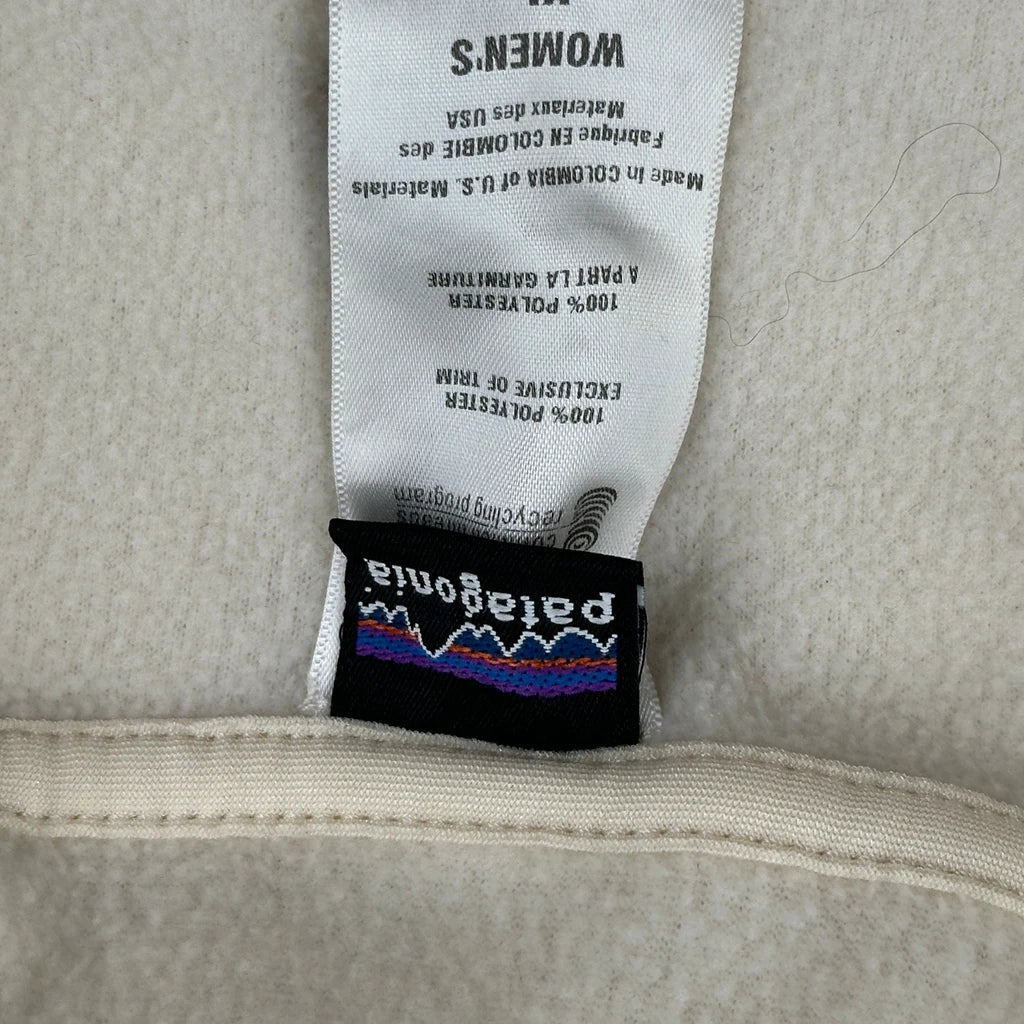 patagonia
recycling program
100% POLYESTER
EXCLUSIVE OF TRIM
100% POLYESTER
A PART LA GARNITURE
Made in COLOMBIA of U.S. Materials
Fabrique EN COLOMBIE des
Materiaux des USA
WOMEN'S